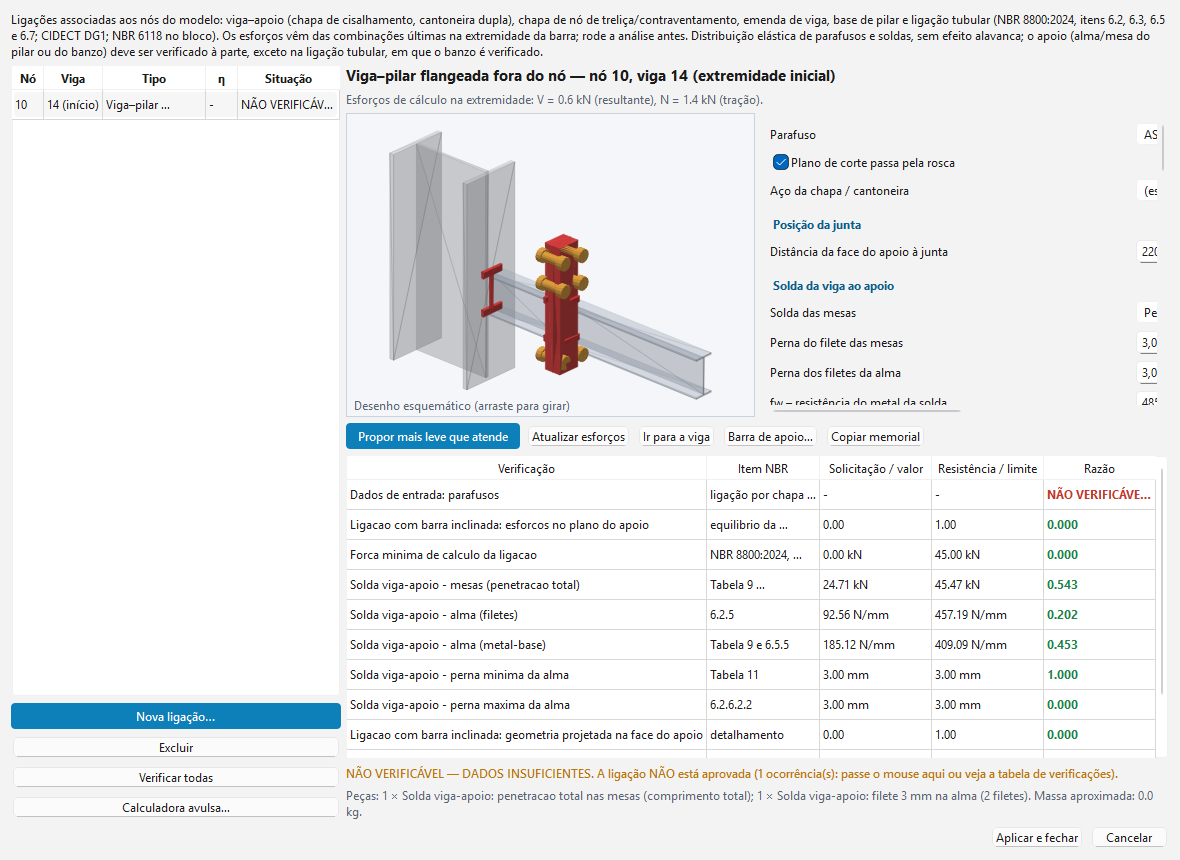 Ligações associadas aos nós do modelo: viga–apoio (chapa de cisalhamento, cantoneira dupla), chapa de nó de treliça/contraventamento, emenda de viga, base de pilar e ligação tubular (NBR 8800:2024, itens 6.2, 6.3, 6.5
e 6.7; CIDECT DG1; NBR 6118 no bloco). Os esforços vêm das combinações últimas na extremidade da barra; rode a análise antes. Distribuição elástica de parafusos e soldas, sem efeito alavanca; o apoio (alma/mesa do
pilar ou do banzo) deve ser verificado à parte, exceto na ligação tubular, em que o banzo é verificado.
Nó Viga Tipo η Situação
10 14 (início) Viga–pilar ... - NÃO VERIFICÁV...
Viga–pilar flangeada fora do nó — nó 10, viga 14 (extremidade inicial)
Esforços de cálculo na extremidade: V = 0.6 kN (resultante), N = 1.4 kN (tração).
Desenho esquemático (arraste para girar)
Parafuso AS
Plano de corte passa pela rosca
Aço da chapa / cantoneira (es
Posição da junta
Distância da face do apoio à junta 220
Solda da viga ao apoio
Solda das mesas Pe
Perna do filete das mesas 3,0
Perna dos filetes da alma 3,0
fw – resistência do metal da solda 485
Propor mais leve que atende
Atualizar esforços
Ir para a viga
Barra de apoio...
Copiar memorial
Verificação Item NBR Solicitação / valor Resistência / limite Razão
Dados de entrada: parafusos ligação por chapa ... - - NÃO VERIFICÁVE...
Ligacao com barra inclinada: esforcos no plano do apoio equilibrio da ... 0.00 1.00 0.000
Forca minima de calculo da ligacao NBR 8800:2024, ... 0.00 kN 45.00 kN 0.000
Solda viga-apoio - mesas (penetracao total) Tabela 9 ... 24.71 kN 45.47 kN 0.543
Solda viga-apoio - alma (filetes) 6.2.5 92.56 N/mm 457.19 N/mm 0.202
Solda viga-apoio - alma (metal-base) Tabela 9 e 6.5.5 185.12 N/mm 409.09 N/mm 0.453
Solda viga-apoio - perna minima da alma Tabela 11 3.00 mm 3.00 mm 1.000
Solda viga-apoio - perna maxima da alma 6.2.6.2.2 3.00 mm 3.00 mm 0.000
Ligacao com barra inclinada: geometria projetada na face do apoio detalhamento 0.00 1.00 0.000
Nova ligação...
Excluir
Verificar todas
Calculadora avulsa...
NÃO VERIFICÁVEL — DADOS INSUFICIENTES. A ligação NÃO está aprovada (1 ocorrência(s): passe o mouse aqui ou veja a tabela de verificações).
Peças: 1 × Solda viga-apoio: penetracao total nas mesas (comprimento total); 1 × Solda viga-apoio: filete 3 mm na alma (2 filetes). Massa aproximada: 0.0
kg.
Aplicar e fechar
Cancelar